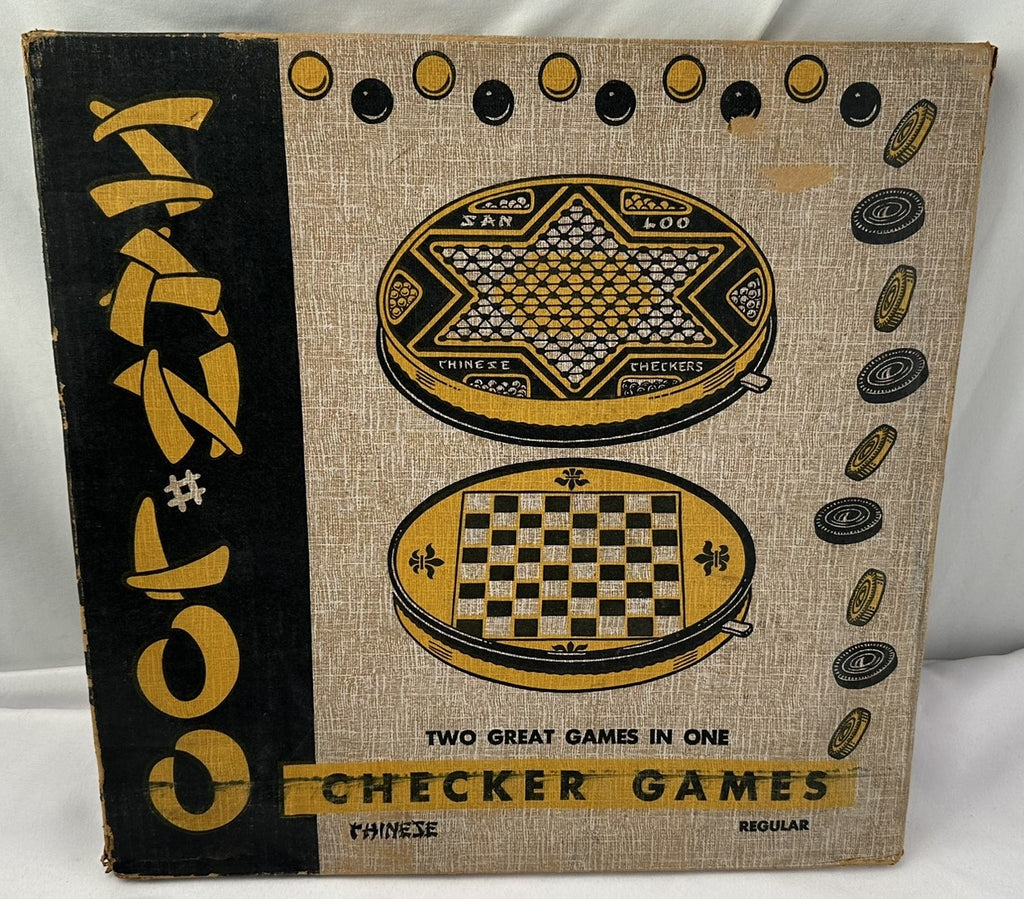 SAN # LOO
SAN LOO
CHINESE CHECKERS
TWO GREAT GAMES IN ONE
CHECKER GAMES
CHINESE REGULAR